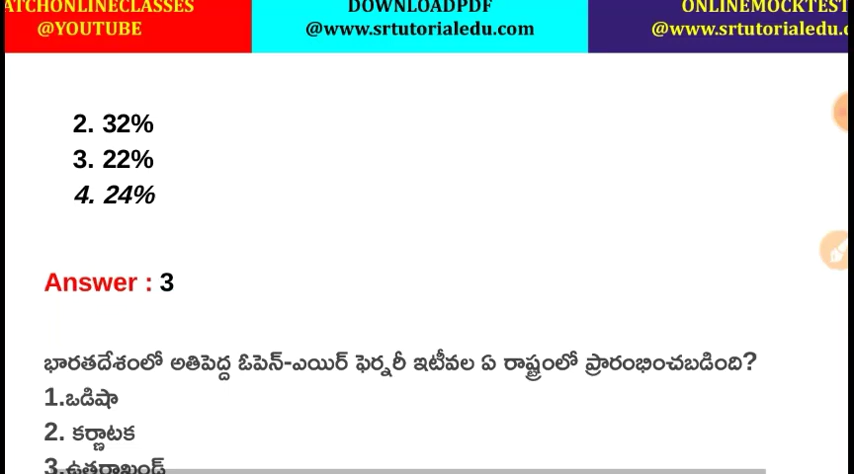 ATCHONLINECLASSES
@YOUTUBE
DOWNLOADPDF
@www.srtutorialedu.com
ONLINEMOCKTEST
@www.srtutorialedu.c
2. 32%
3. 22%
4. 24%
Answer : 3
భారతదేశంలో అతిపెద్ద ఓపెన్-ఎయిర్ ఫెర్నరీ ఇటీవల ఏ రాష్ట్రంలో ప్రారంభించబడింది?
1.ఒడిషా
2. కర్ణాటక
3.ఉత్తరాఖండ్